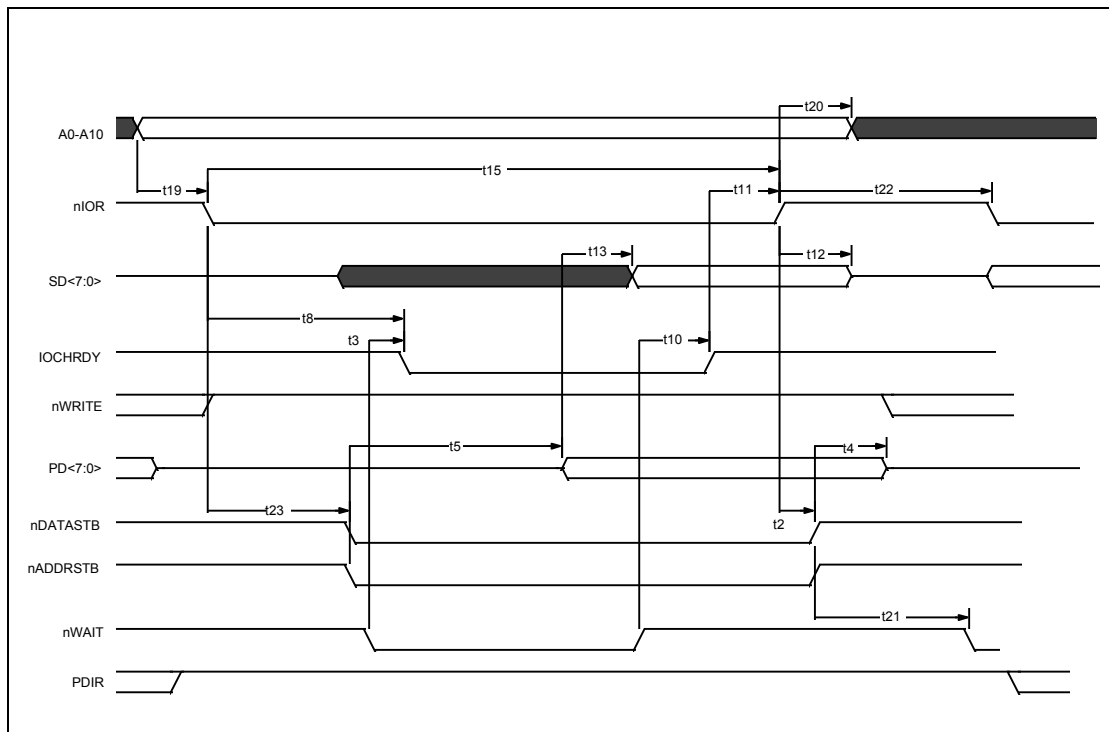 t20
A0-A10
t19
t15
t11
t22
nIOR
t13
t12
SD<7:0>
t8
t3
t10
IOCHRDY
nWRITE
t5
t4
PD<7:0>
t23
t2
nDATASTB
nADDRSTB
t21
nWAIT
PDIR